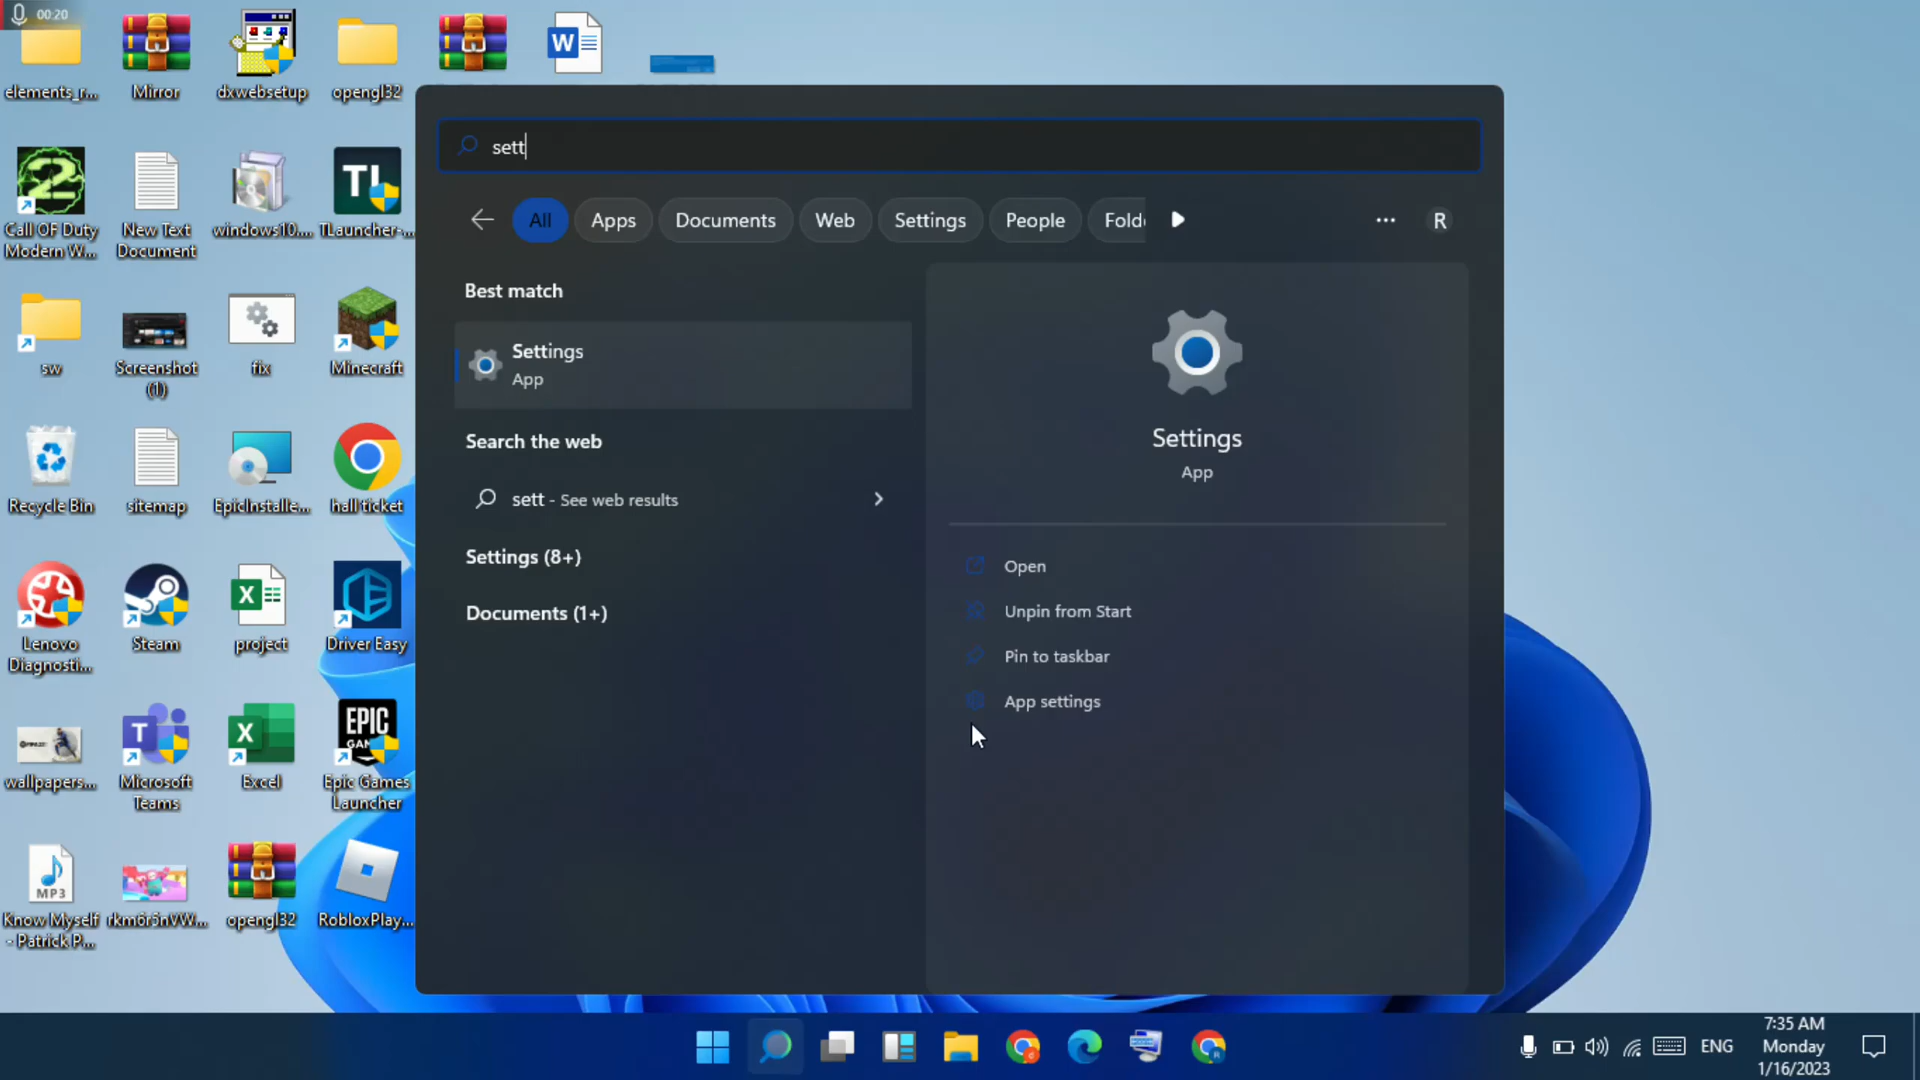 00:20
elements_r...
Mirror
dxwebsetup
opengl32
W
sett
All
Apps
Documents
Web
Settings
People
R
Best match
Settings
App
Search the web
sett - See web results
Settings (8+)
Documents (1+)
Settings
App
Open
Unpin from Start
Pin to taskbar
App settings
2
Call OF Duty
Modern W...
New Text
Document
windows10....
TL
TLauncher-...
sw
Screenshot
(1)
fix
Minecraft
Recycle Bin
sitemap
EpicInstalle...
hall ticket
Lenovo
Diagnosti...
Steam
X
project
Driver Easy
wallpapers...
T
Microsoft
Teams
X
Excel
EPIC
Epic Games
Launcher
MP3
Know Myself
- Patrick P...
rkm6r5nVW...
opengl32
RobloxPlay...
ENG
7:35 AM
Monday
1/16/2023